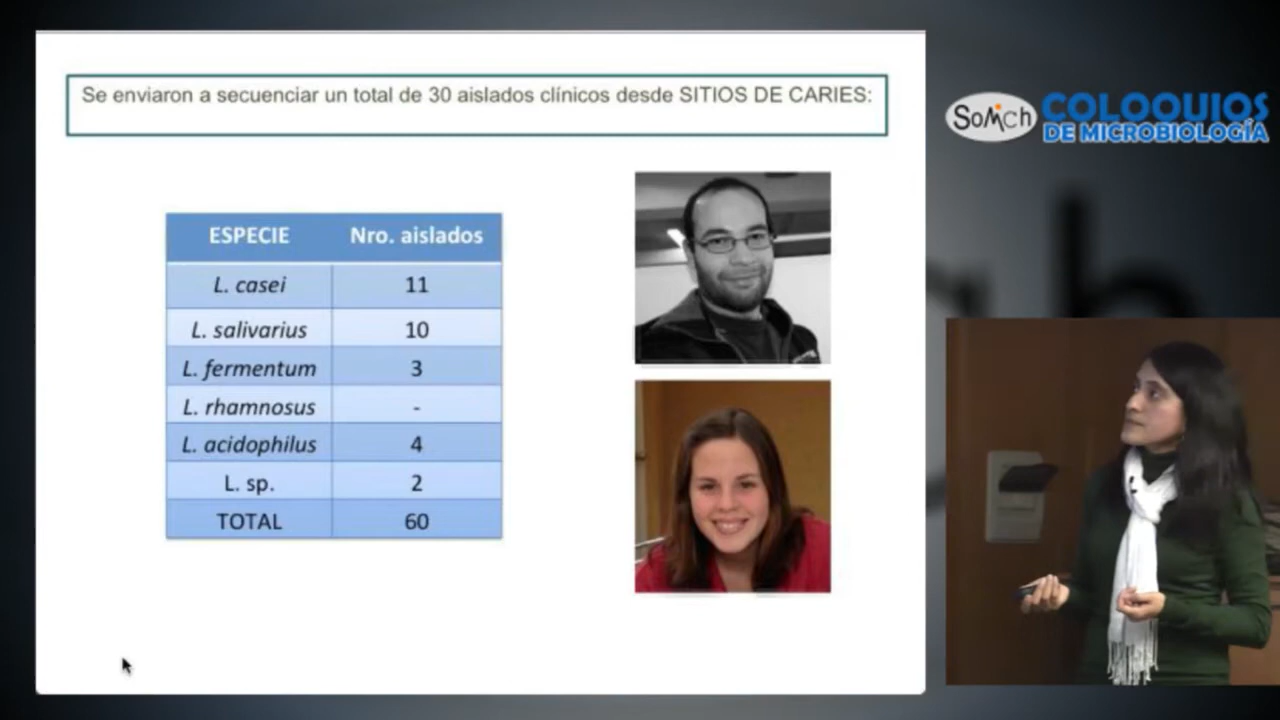 Se enviaron a secuenciar un total de 30 aislados clínicos desde SITIOS DE CARIES:
SoMich
COLOQUIOS
DE MICROBIOLOGÍA
ESPECIE Nro. aislados
L. casei 11
L. salivarius 10
L. fermentum 3
L. rhamnosus -
L. acidophilus 4
L. sp. 2
TOTAL 60